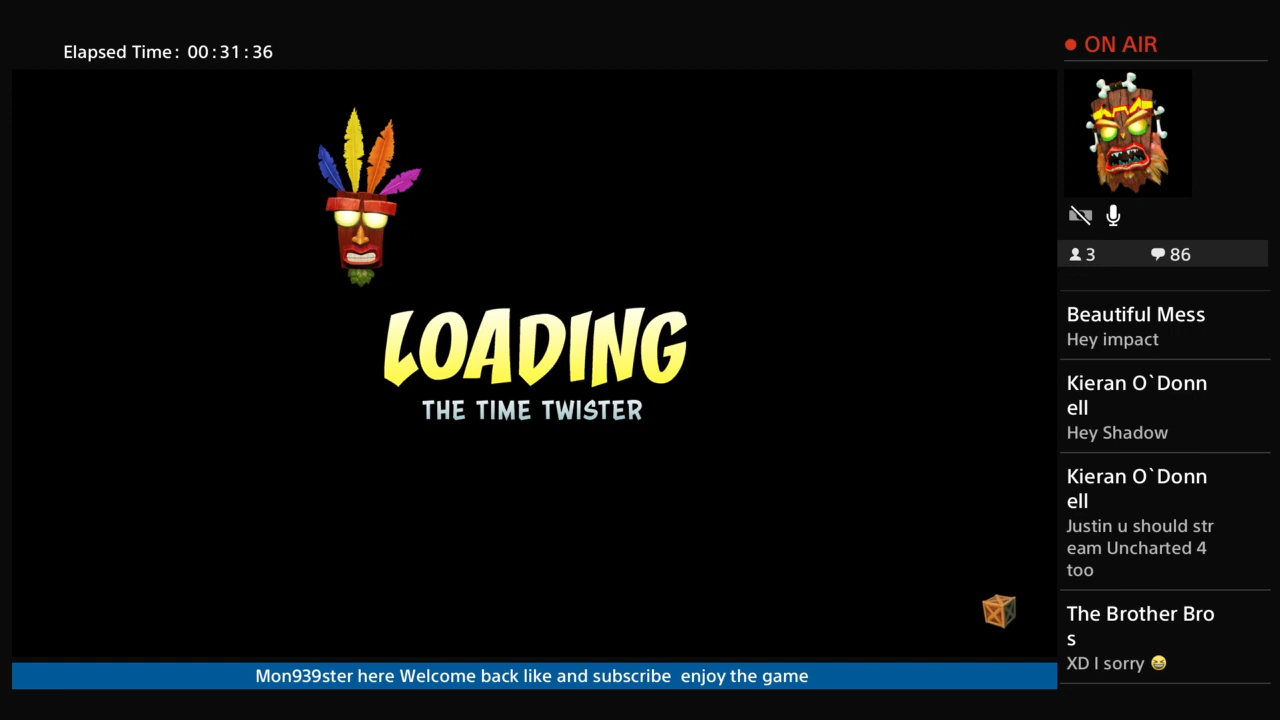 Elapsed Time: 00:31:36
ON AIR
3
86
LOADING
THE TIME TWISTER
Beautiful Mess
Hey impact
Kieran O`Donn
ell
Hey Shadow
Kieran O`Donn
ell
Justin u should str
eam Uncharted 4
too
The Brother Bro
s
XD I sorry 😂
Mon939ster here Welcome back like and subscribe  enjoy the game